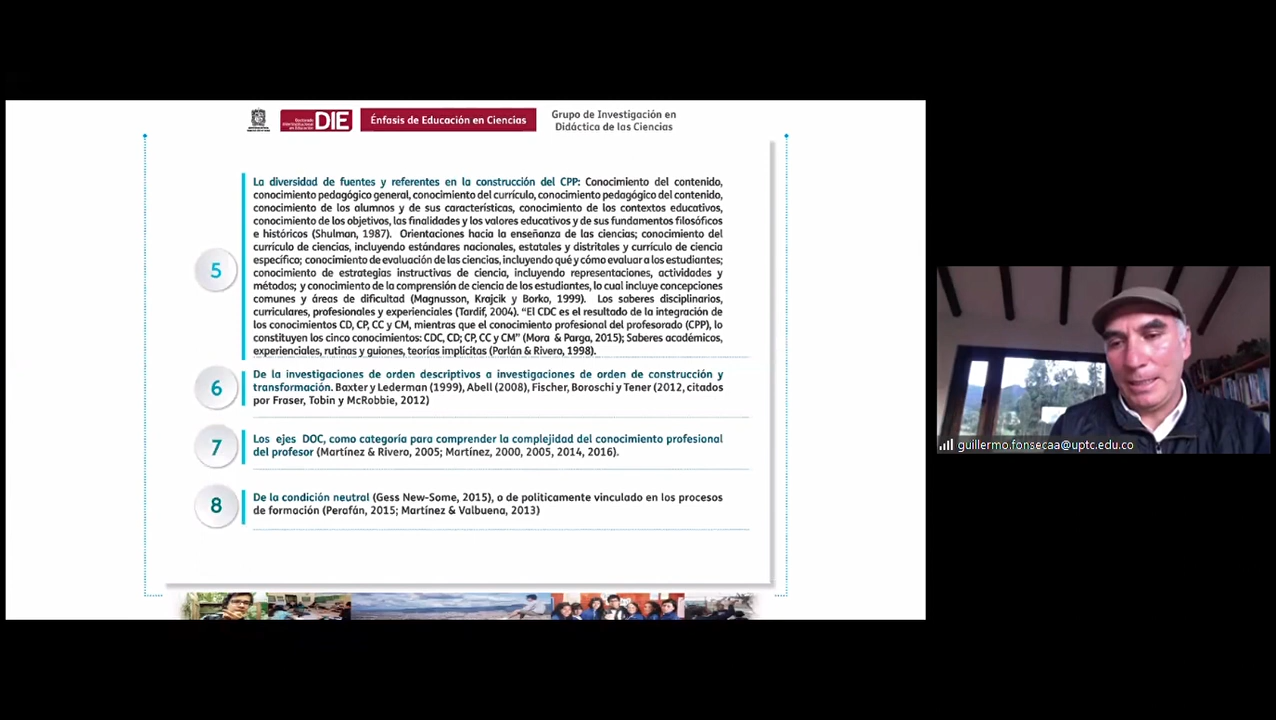 DIE
Énfasis de Educación en Ciencias
Grupo de Investigación en
Didáctica de las Ciencias
5
La diversidad de fuentes y referentes en la construcción del CPP: Conocimiento del contenido,
conocimiento pedagógico general, conocimiento del currículo, conocimiento pedagógico del contenido,
conocimiento de los alumnos y de sus características, conocimiento de los contextos educativos,
conocimiento de los objetivos, las finalidades y los valores educativos y de sus fundamentos filosóficos
e históricos (Shulman, 1987). Orientaciones hacia la enseñanza de las ciencias; conocimiento del
currículo de ciencias, incluyendo estándares nacionales, estatales y distritales y currículo de ciencia
específico; conocimiento de evaluación de las ciencias, incluyendo qué y cómo evaluar a los estudiantes;
conocimiento de estrategias instructivas de ciencia, incluyendo representaciones, actividades y
métodos; y conocimiento de la comprensión de ciencia de los estudiantes, lo cual incluye concepciones
comunes y áreas de dificultad (Magnusson, Krajcik y Borko, 1999). Los saberes disciplinarios,
curriculares, profesionales y experienciales (Tardif, 2004). “El CDC es el resultado de la integración de
los conocimientos CD, CP, CC y CM, mientras que el conocimiento profesional del profesorado (CPP), lo
constituyen los cinco conocimientos: CDC, CD; CP, CC y CM” (Mora & Parga, 2015); Saberes académicos,
experienciales, rutinas y guiones, teorías implícitas (Porlán & Rivero, 1998).
6
De la investigaciones de orden descriptivos a investigaciones de orden de construcción y
transformación. Baxter y Lederman (1999), Abell (2008), Fischer, Boroschi y Tener (2012, citados
por Fraser, Tobin y McRobbie, 2012)
7
Los ejes DOC, como categoría para comprender la complejidad del conocimiento profesional
del profesor (Martínez & Rivero, 2005; Martínez, 2000, 2005, 2014, 2016).
8
De la condición neutral (Gess New-Some, 2015), o de políticamente vinculado en los procesos
de formación (Perafán, 2015; Martínez & Valbuena, 2013)
guillermo.fonsecaa@uptc.edu.co